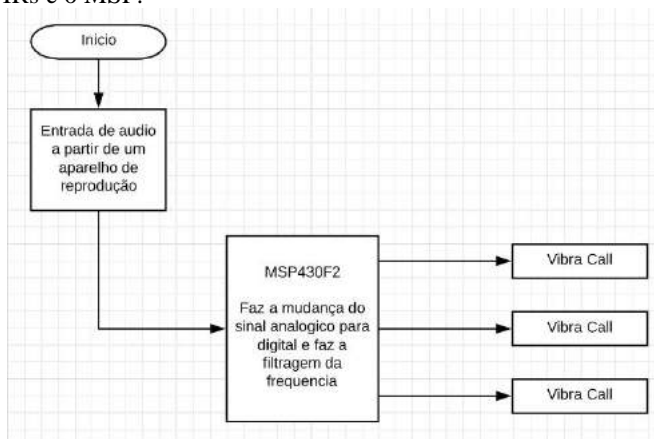 Inicio
Entrada de audio
a partir de um
aparelho de
reprodução
MSP430F2
Faz a mudança do
sinal analogico para
digital e faz a
filtragem da
frequencia
Vibra Call
Vibra Call
Vibra Call